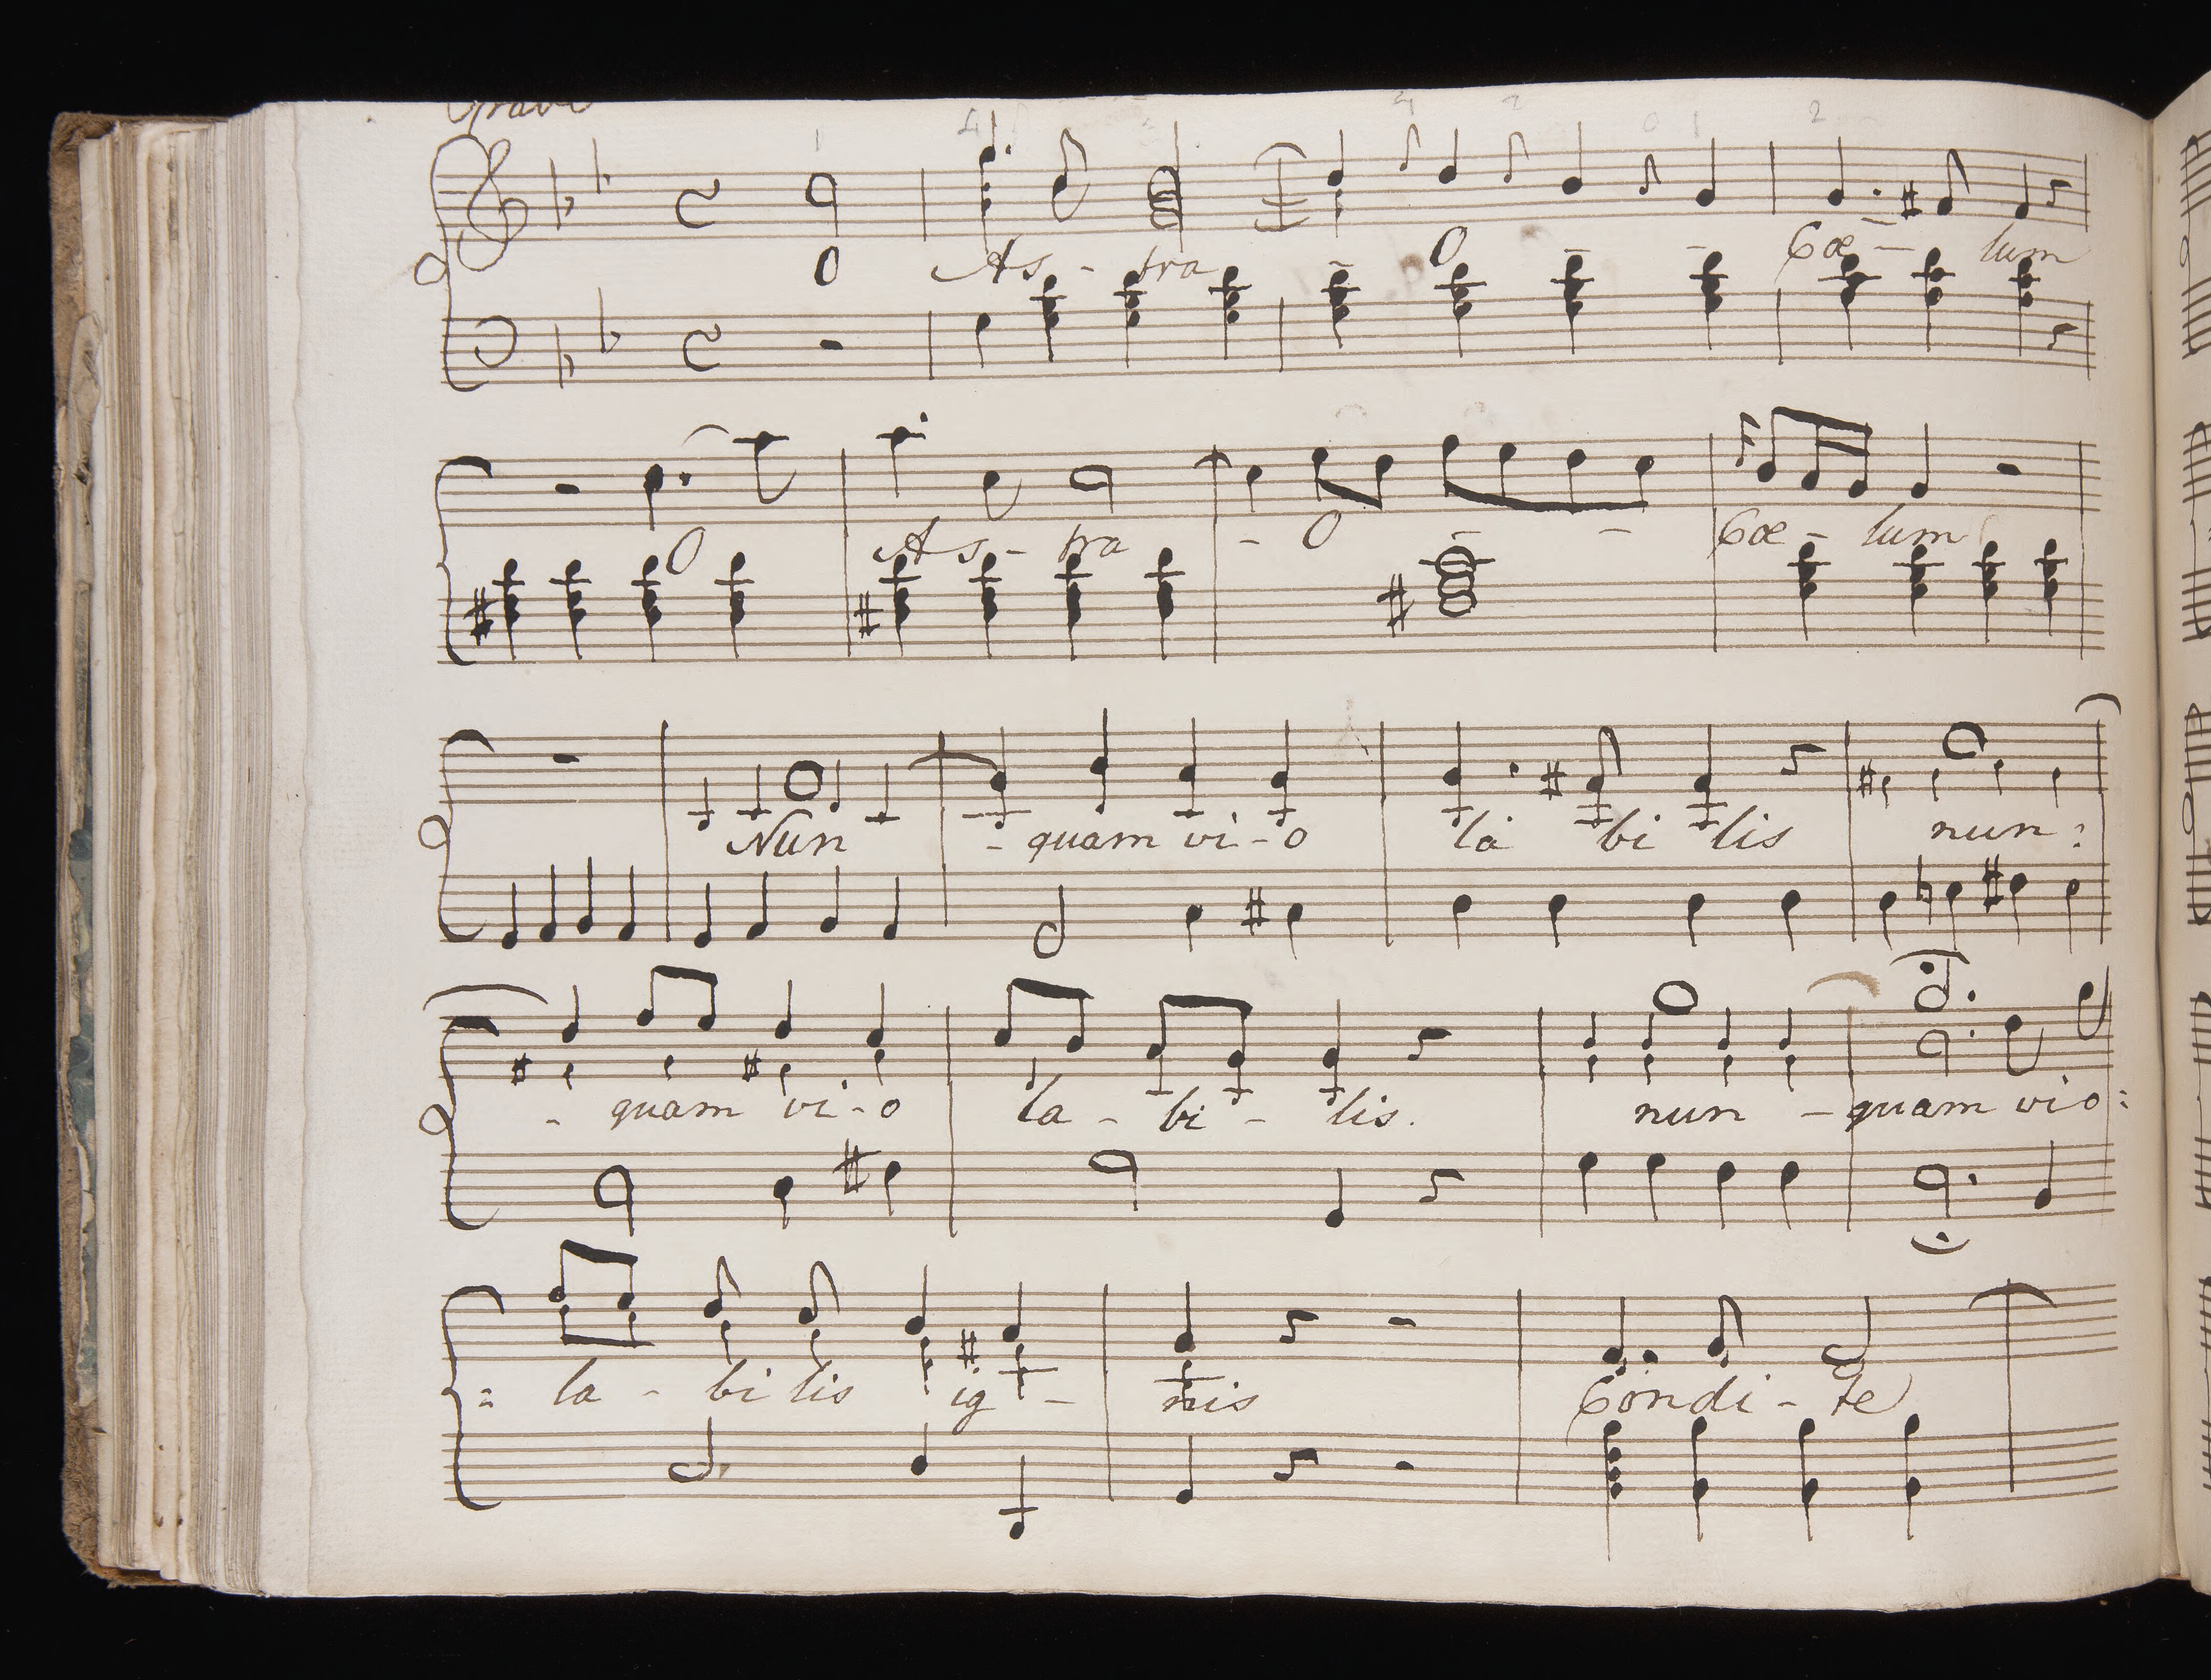 Grave
O As - tra - O - - Cœ - lum
O As - tra - O - - Cœ - lum
Nun - quam vi - o la bi lis nun :
- quam vi - o la - bi - lis. nun - quam vio :
: la - bi lis ig - nis Condi - te